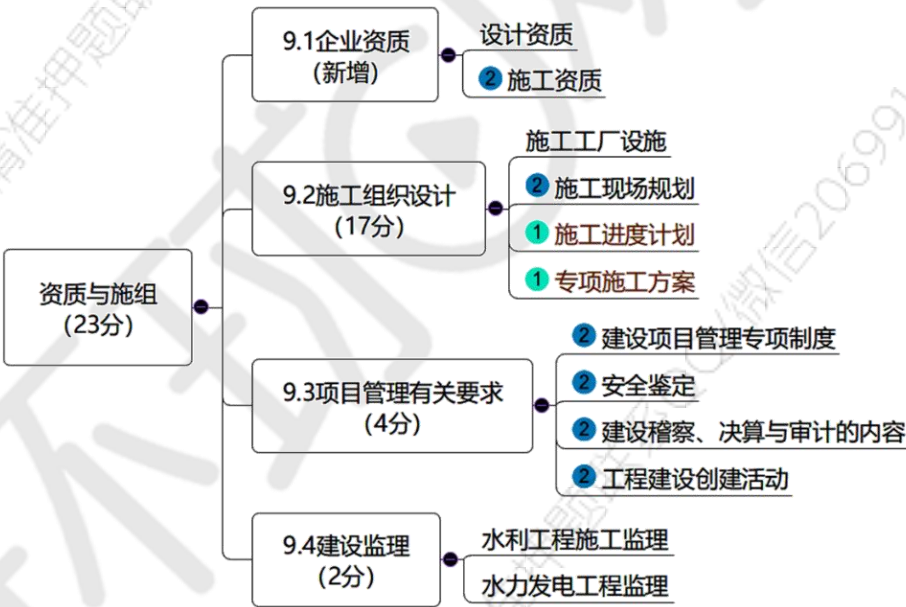 资质与施组
（23分）
9.1企业资质
（新增）
设计资质
2 施工资质
9.2施工组织设计
（17分）
施工工厂设施
2 施工现场规划
1 施工进度计划
1 专项施工方案
9.3项目管理有关要求
（4分）
2 建设项目管理专项制度
2 安全鉴定
2 建设稽察、决算与审计的内容
2 工程建设创建活动
9.4建设监理
（2分）
水利工程施工监理
水力发电工程监理